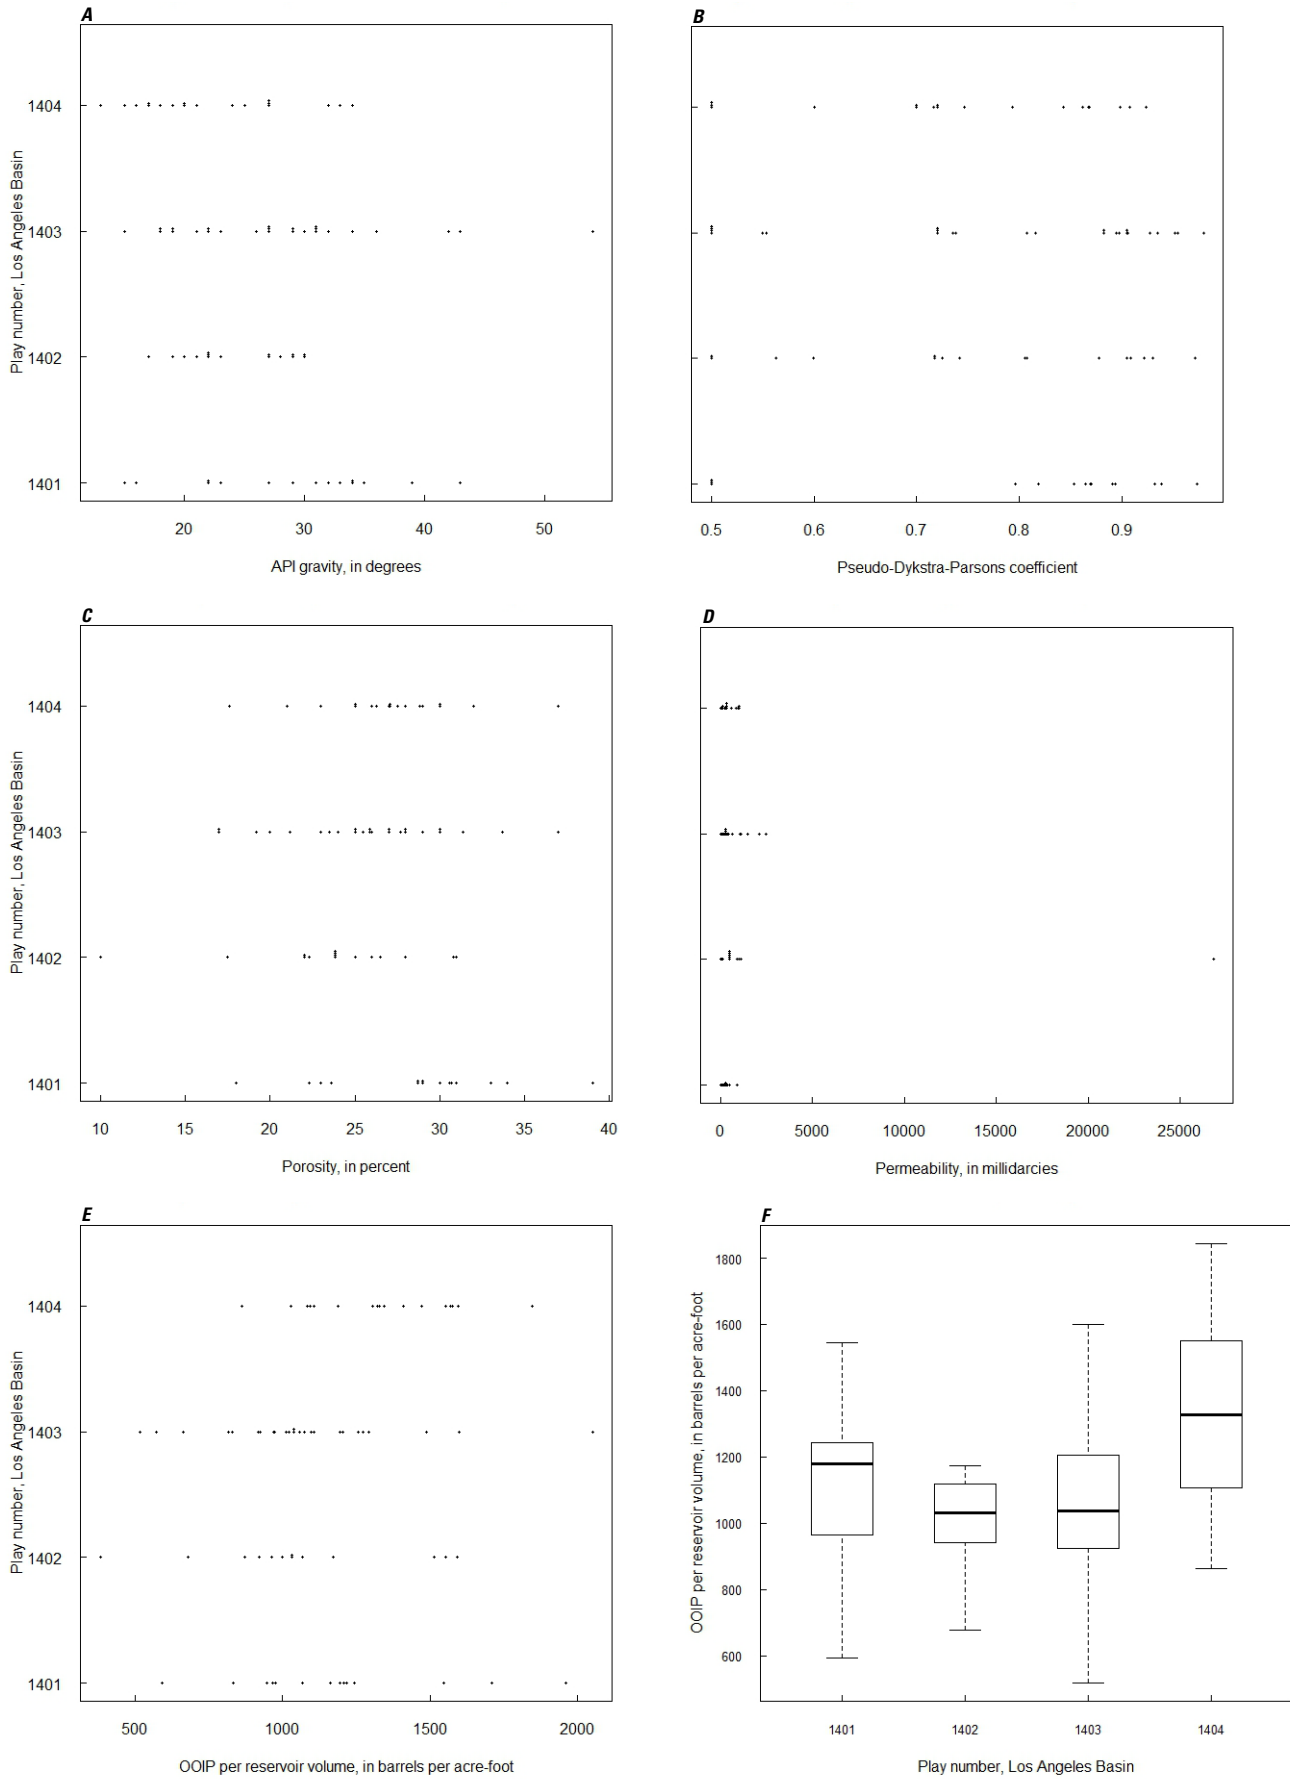 A
Play number, Los Angeles Basin
1404
1403
1402
1401
20 30 40 50
API gravity, in degrees
B
0.5 0.6 0.7 0.8 0.9
Pseudo-Dykstra-Parsons coefficient
C
Play number, Los Angeles Basin
1404
1403
1402
1401
10 15 20 25 30 35 40
Porosity, in percent
D
0 5000 10000 15000 20000 25000
Permeability, in millidarcies
E
Play number, Los Angeles Basin
1404
1403
1402
1401
500 1000 1500 2000
OOIP per reservoir volume, in barrels per acre-foot
F
OOIP per reservoir volume, in barrels per acre-foot
1800
1600
1400
1200
1000
800
600
1401 1402 1403 1404
Play number, Los Angeles Basin